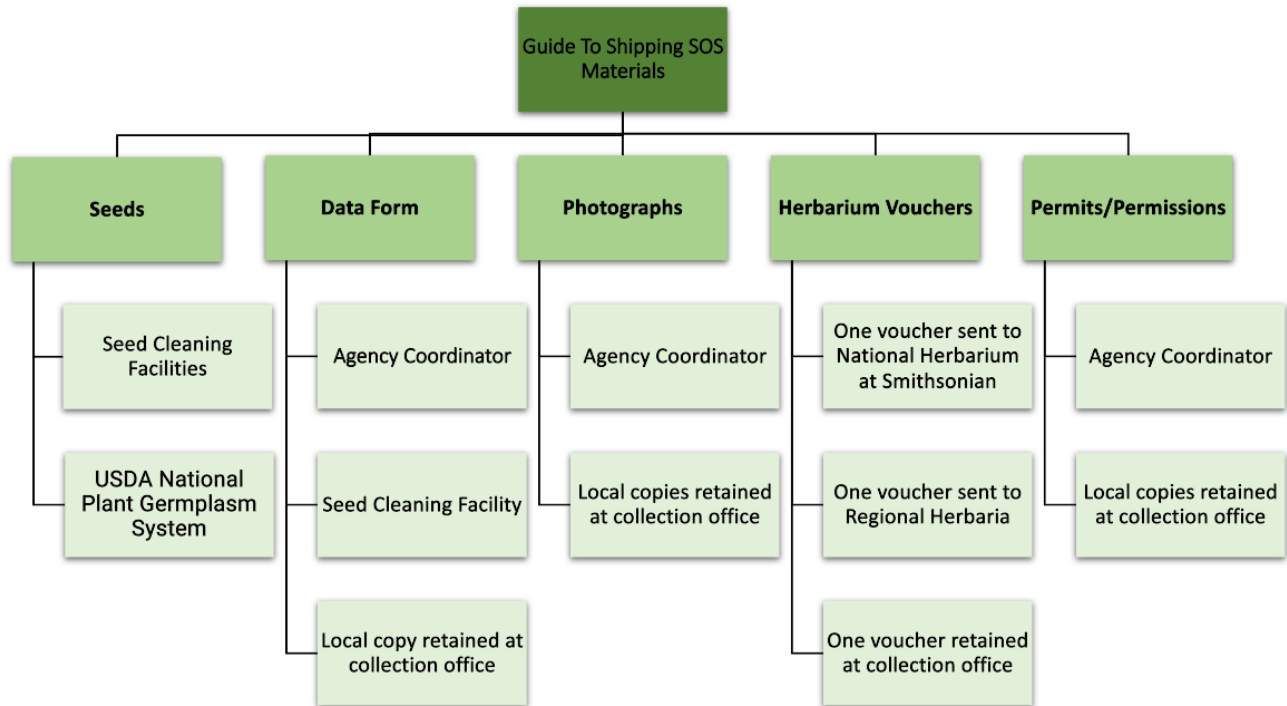 Guide To Shipping SOS
Materials
Seeds
Data Form
Photographs
Herbarium Vouchers
Permits/Permissions
Seed Cleaning
Facilities
Agency Coordinator
Agency Coordinator
One voucher sent to
National Herbarium
at Smithsonian
Agency Coordinator
USDA National
Plant Germplasm
System
Seed Cleaning Facility
Local copies retained
at collection office
One voucher sent to
Regional Herbaria
Local copies retained
at collection office
Local copy retained at
collection office
One voucher retained
at collection office